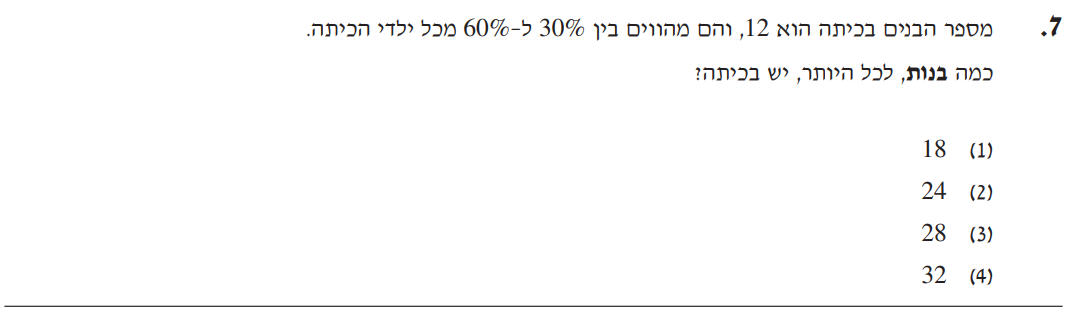 7. מספר הבנים בכיתה הוא 12, והם מהווים בין 30% ל-60% מכל ילדי הכיתה.
כמה בנות, לכל היותר, יש בכיתה?
(1) 18
(2) 24
(3) 28
(4) 32